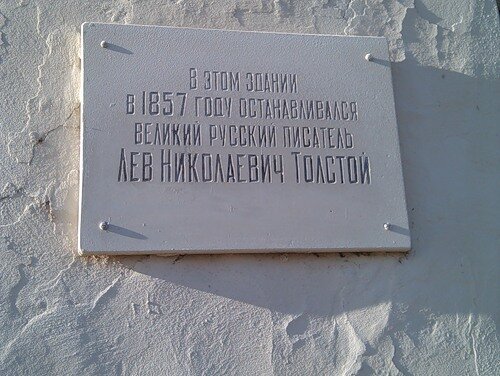 В ЭТОМ ЗДАНИИ
В 1857 ГОДУ ОСТАНАВЛИВАЛСЯ
ВЕЛИКИЙ РУССКИЙ ПИСАТЕЛЬ
ЛЕВ НИКОЛАЕВИЧ ТОЛСТОЙ